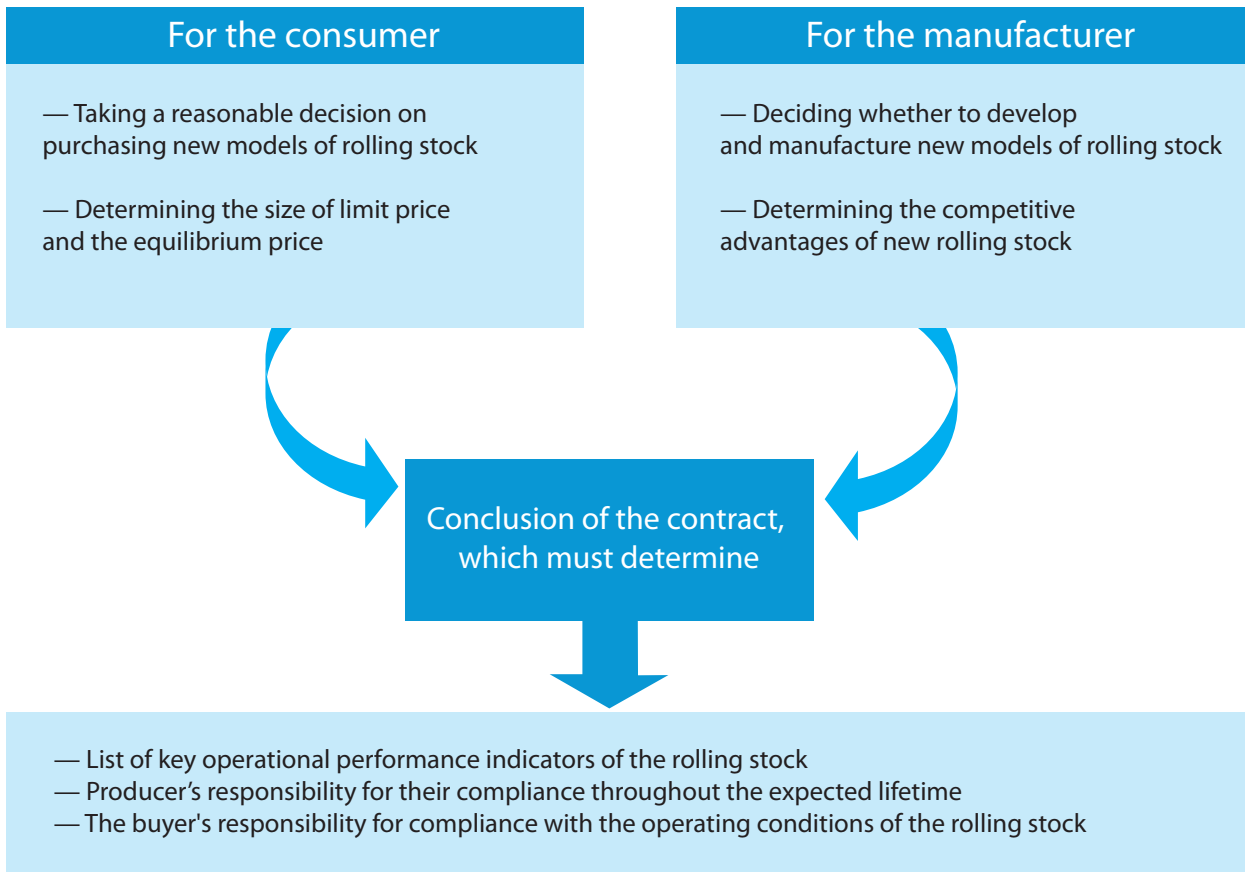 For the consumer
— Taking a reasonable decision on
purchasing new models of rolling stock
— Determining the size of limit price
and the equilibrium price
For the manufacturer
— Deciding whether to develop
and manufacture new models of rolling stock
— Determining the competitive
advantages of new rolling stock
Conclusion of the contract,
which must determine
— List of key operational performance indicators of the rolling stock
— Producer’s responsibility for their compliance throughout the expected lifetime
— The buyer's responsibility for compliance with the operating conditions of the rolling stock